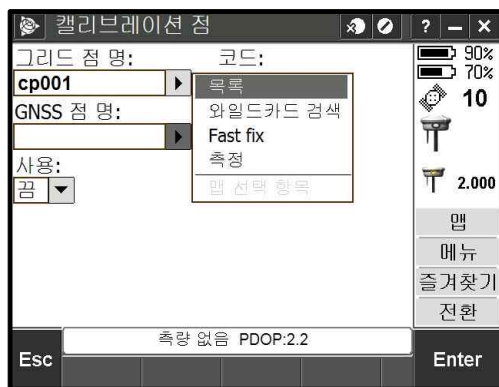 캘리브레이션 점
? – ×
그리드 점 명:
코드:
cp001
목록
GNSS 점 명:
와일드카드 검색
Fast fix
측정
맵 선택 항목
사용:
끔
90%
70%
10
2.000
맵
메뉴
즐겨찾기
전환
측량 없음 PDOP:2.2
Esc
Enter